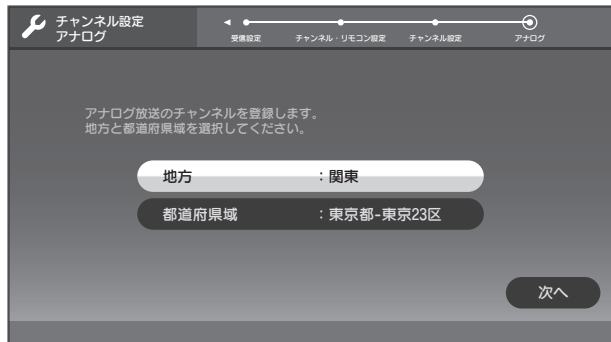 チャンネル設定
アナログ
受信設定
チャンネル・リモコン設定
チャンネル設定
アナログ
アナログ放送のチャンネルを登録します。
地方と都道府県域を選択してください。
地方 ：関東
都道府県域 ：東京都-東京23区
次へ